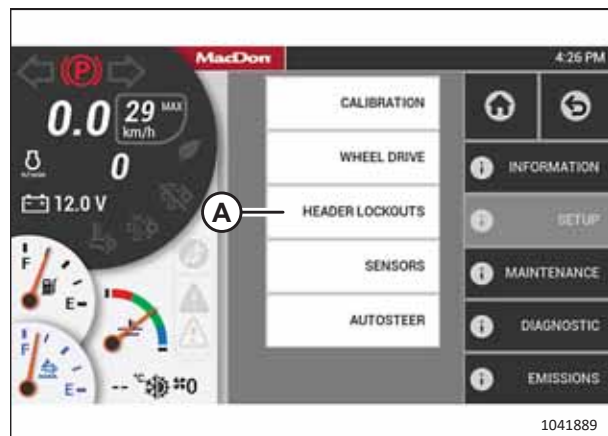 MacDon
4:26 PM
P
0.0 29 MAX km/h
0
12.0 V
F
E
F
E
-- °C 0
CALIBRATION
WHEEL DRIVE
HEADER LOCKOUTS
A
SENSORS
AUTOSTEER
INFORMATION
SETUP
MAINTENANCE
DIAGNOSTIC
EMISSIONS
1041889